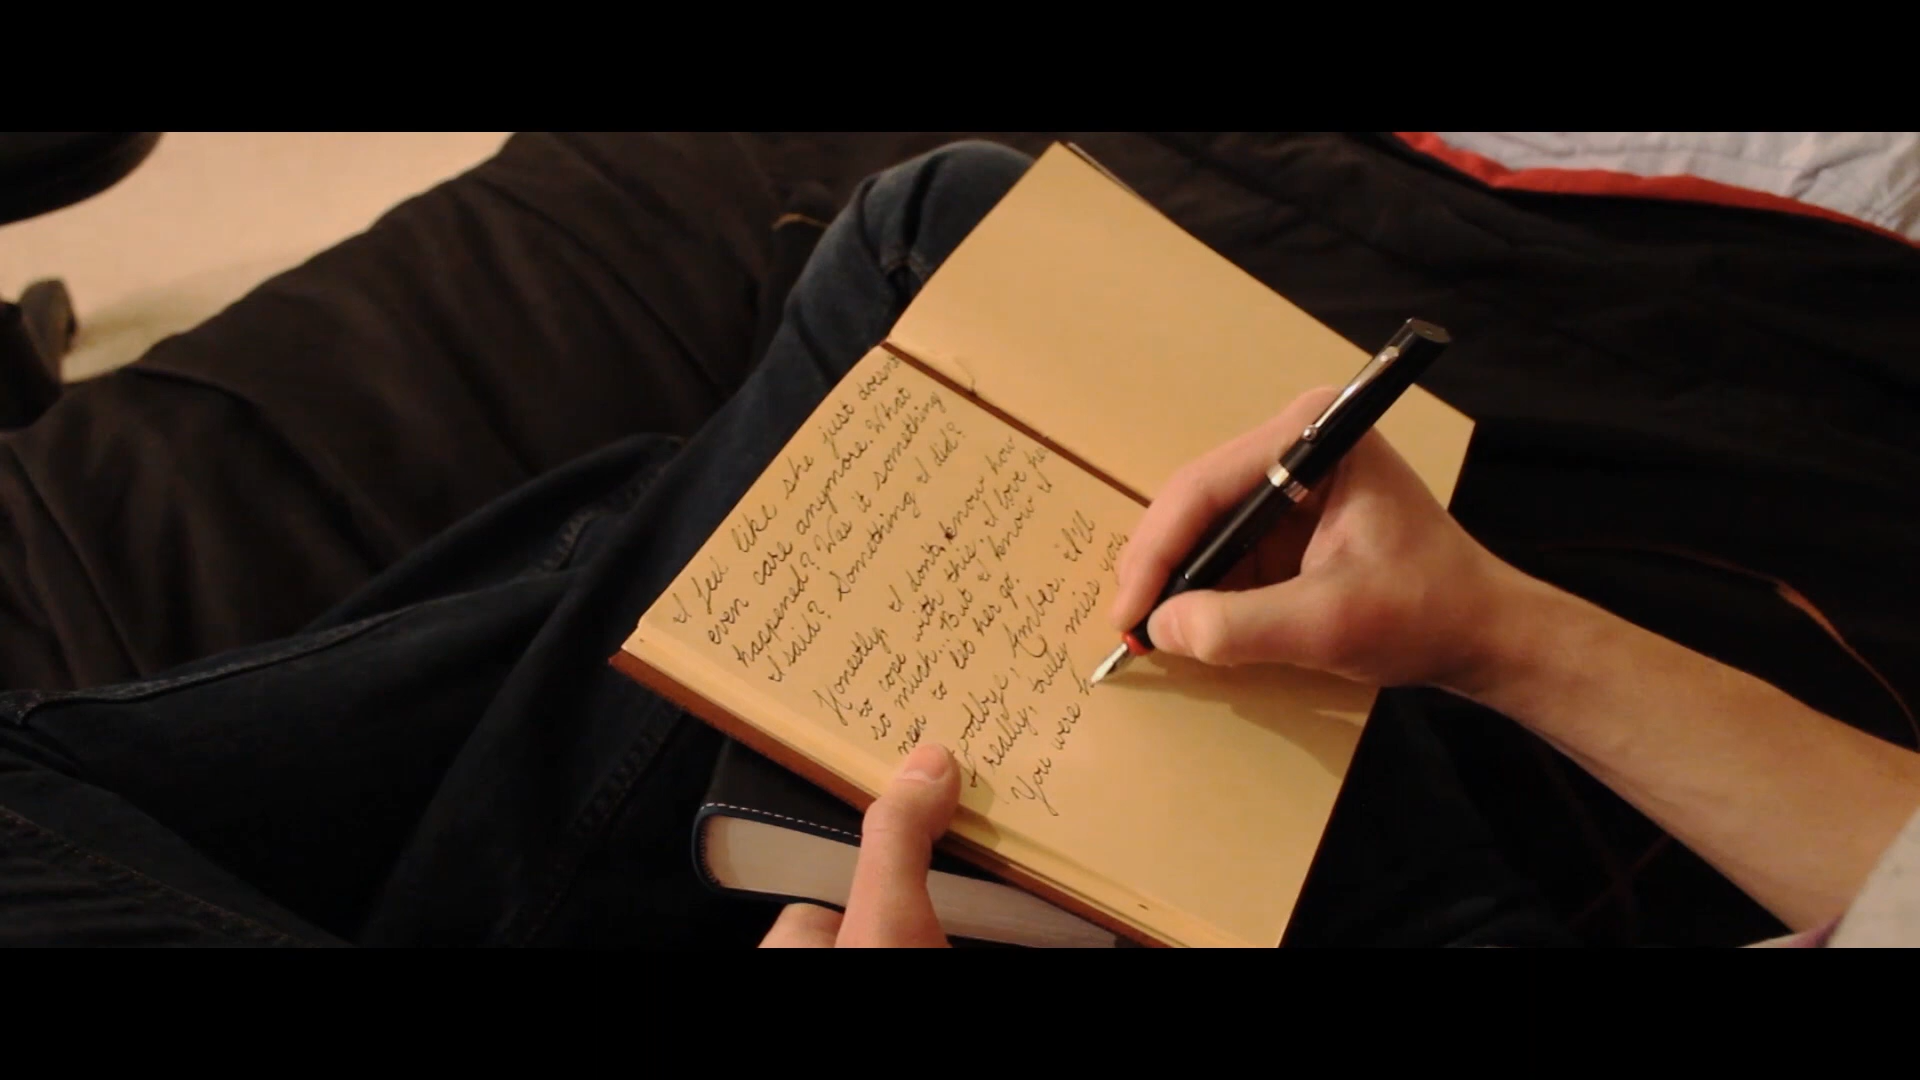 I feel like she just doesn't
even care anymore. What
happened? Was it something
I said? Something I did?
Honestly, I don't know how
to cope with this. I love her
so much... But I know I
need to let her go.
Goodbye, Amber. I'll
really, truly miss you.
You were